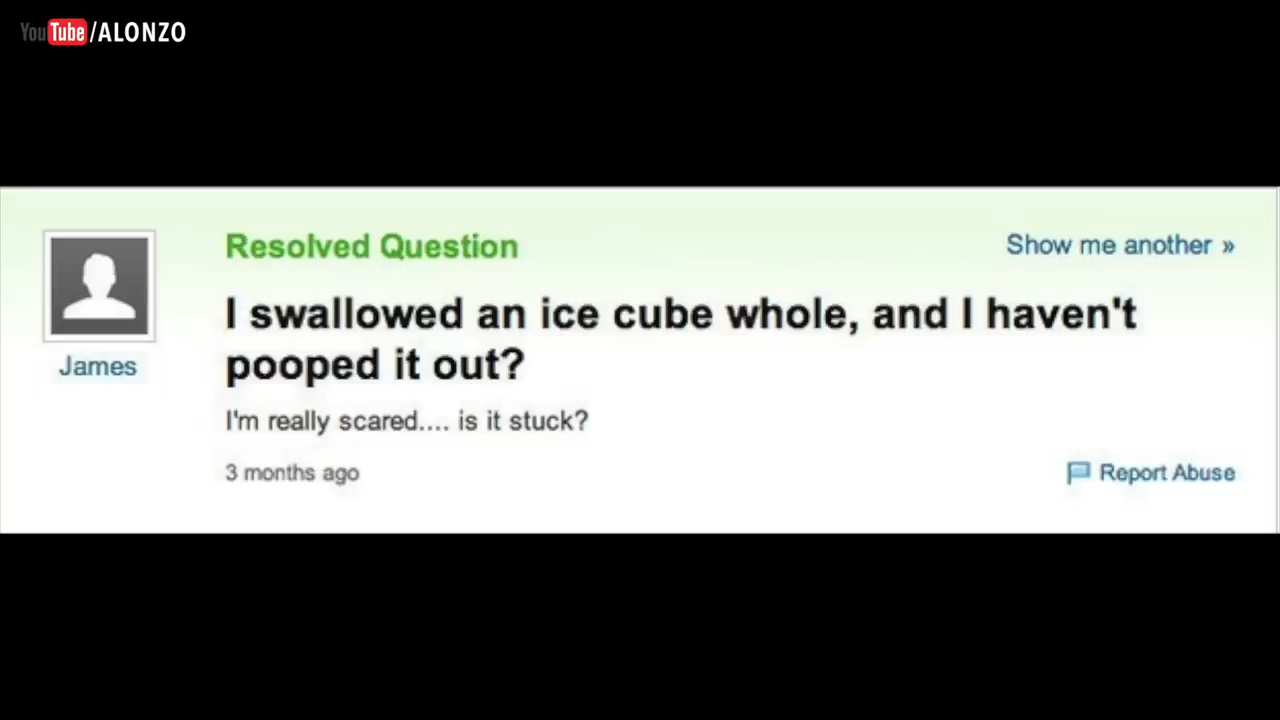 YouTube/ALONZO
Resolved Question
Show me another »
I swallowed an ice cube whole, and I haven't
pooped it out?
James
I'm really scared.... is it stuck?
3 months ago
Report Abuse